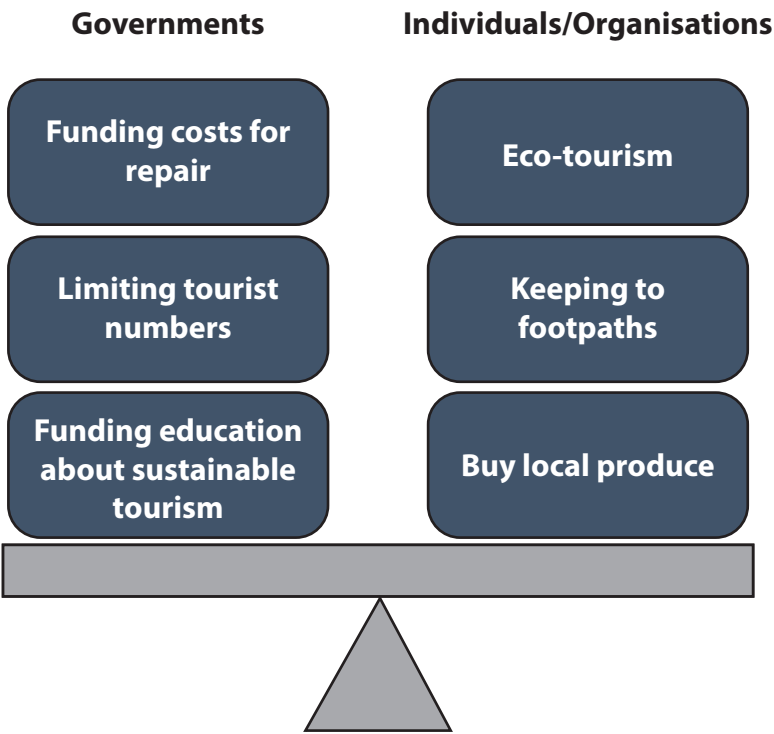 Governments
Individuals/Organisations
Funding costs for
repair
Eco-tourism
Limiting tourist
numbers
Keeping to
footpaths
Funding education
about sustainable
tourism
Buy local produce